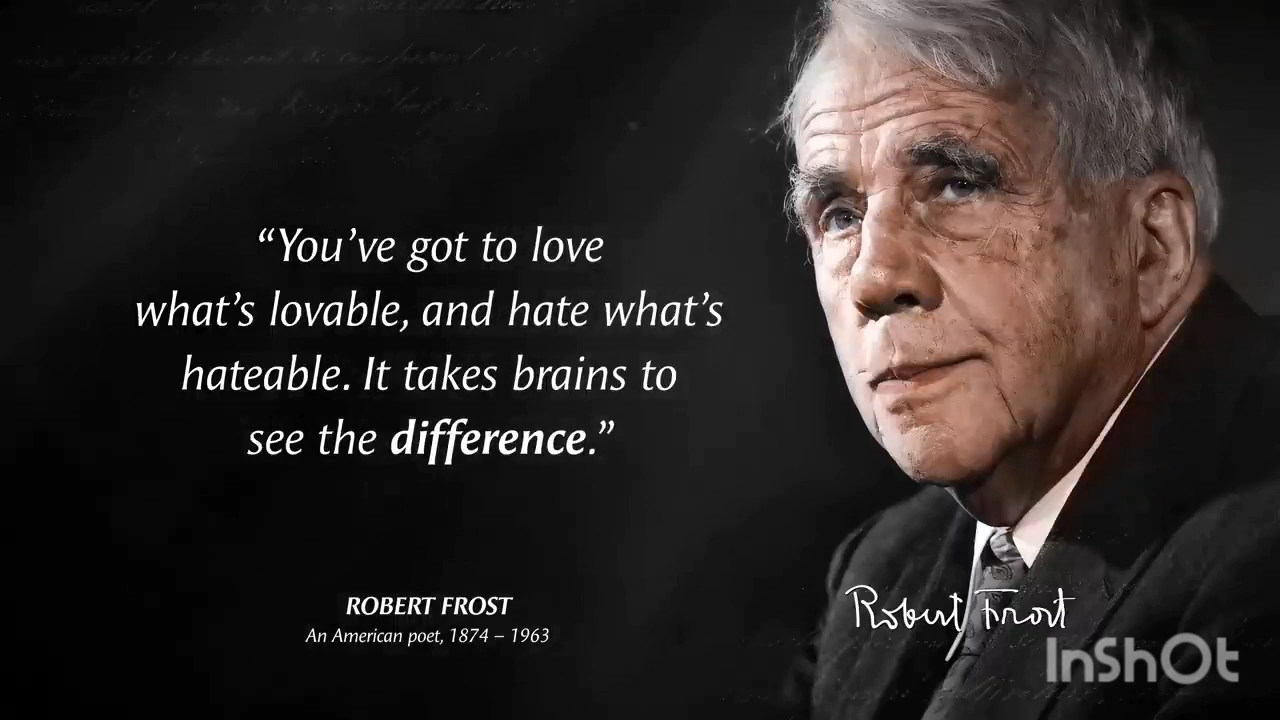 “You’ve got to love
what’s lovable, and hate what’s
hateable. It takes brains to
see the difference.”
ROBERT FROST
An American poet, 1874 – 1963
Robert Frost
InShOt